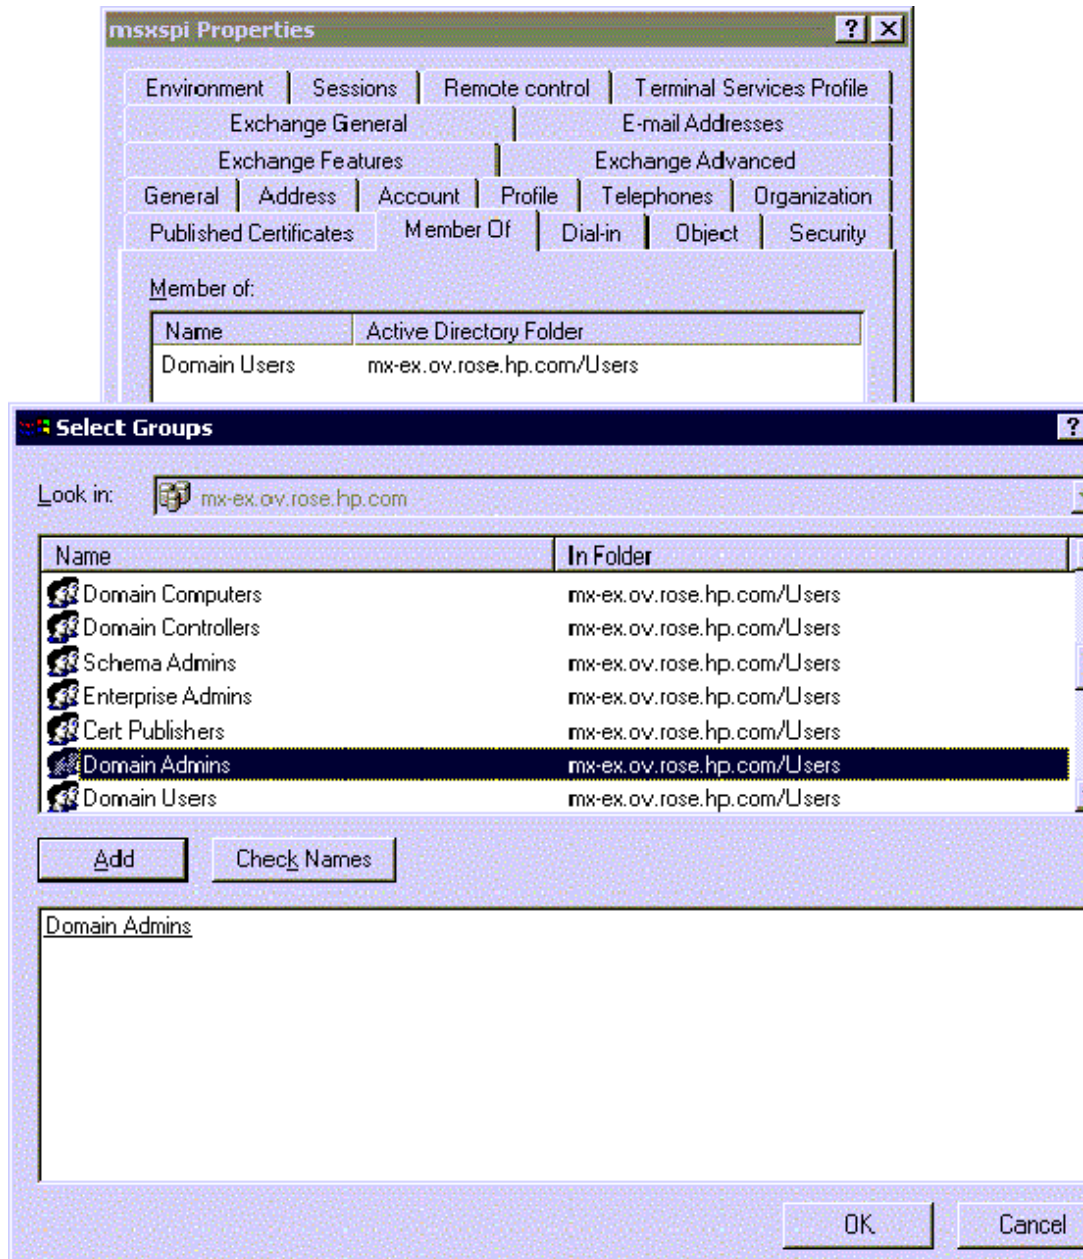 msxspi Properties
Environment Sessions Remote control Terminal Services Profile
Exchange General E-mail Addresses
Exchange Features Exchange Advanced
General Address Account Profile Telephones Organization
Published Certificates Member Of Dial-in Object Security
Member of:
Name Active Directory Folder
Domain Users mx-ex.ov.rose.hp.com/Users
Select Groups
Look in: mx-ex.ov.rose.hp.com
Name In Folder
Domain Computers mx-ex.ov.rose.hp.com/Users
Domain Controllers mx-ex.ov.rose.hp.com/Users
Schema Admins mx-ex.ov.rose.hp.com/Users
Enterprise Admins mx-ex.ov.rose.hp.com/Users
Cert Publishers mx-ex.ov.rose.hp.com/Users
Domain Admins mx-ex.ov.rose.hp.com/Users
Domain Users mx-ex.ov.rose.hp.com/Users
Add Check Names
Domain Admins
OK Cancel